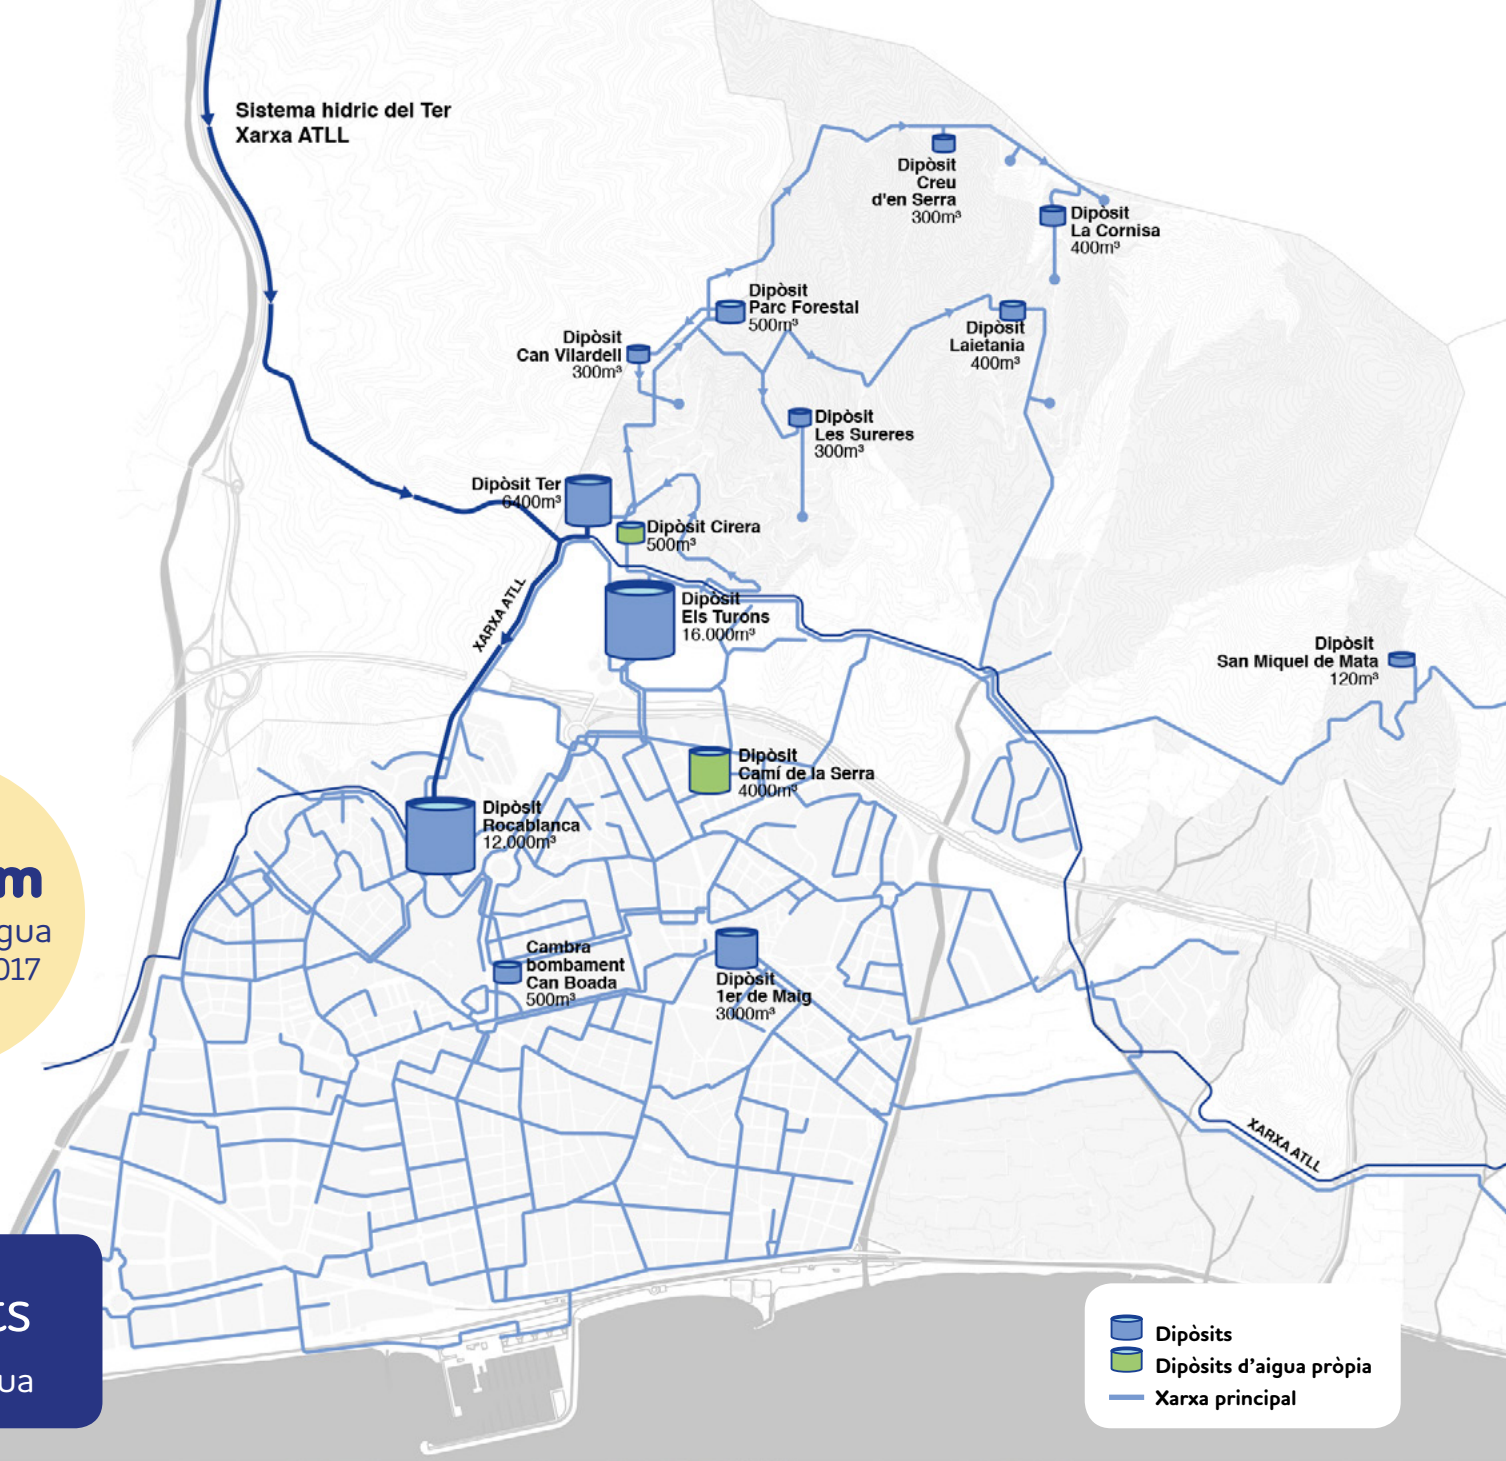 Sistema hidric del Ter
Xarxa ATLL
Dipòsit
Creu
d'en Serra
300m³
Dipòsit
La Cornisa
400m³
Dipòsit
Parc Forestal
500m³
Dipòsit
Can Vilardell
300m³
Dipòsit
Laietania
400m³
Dipòsit
Les Sureres
300m³
Dipòsit Ter
6400m³
Dipòsit Cirera
500m³
XARXA ATLL
Dipòsit
Els Turons
16.000m³
Dipòsit
San Miquel de Mata
120m³
Dipòsit
Camí de la Serra
4000m³
Dipòsit
Rocablanca
12.000m³
m
gua
017
Cambra
bombament
Can Boada
500m³
Dipòsit
1er de Maig
3000m³
XARXA ATLL
ts
ua
Dipòsits
Dipòsits d’aigua pròpia
Xarxa principal